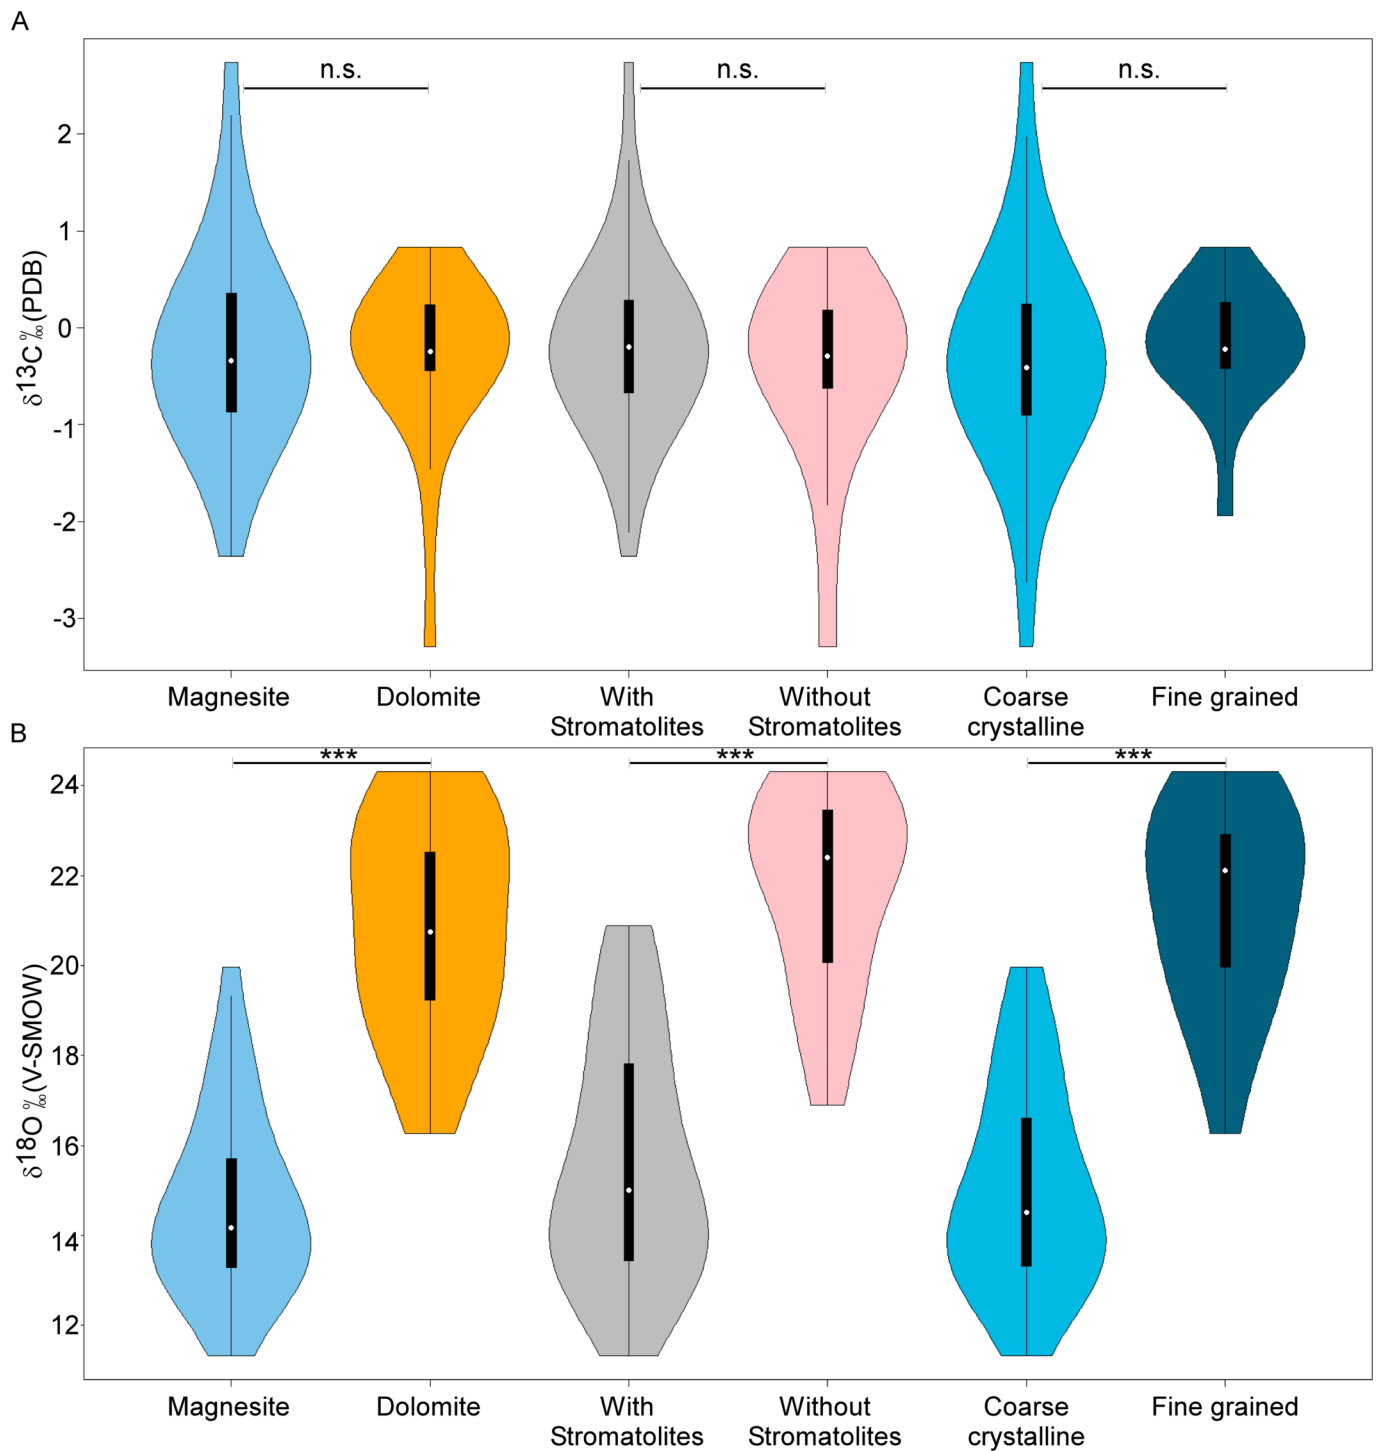 A
n.s. n.s. n.s.
2
1
0
-1
-2
-3
δ13C‰(PDB)
Magnesite Dolomite With Without Coarse Fine grained
Stromatolites Stromatolites crystalline
B
*** *** ***
24
22
20
18
16
14
12
δ18O‰(V-SMOW)
Magnesite Dolomite With Without Coarse Fine grained
Stromatolites Stromatolites crystalline